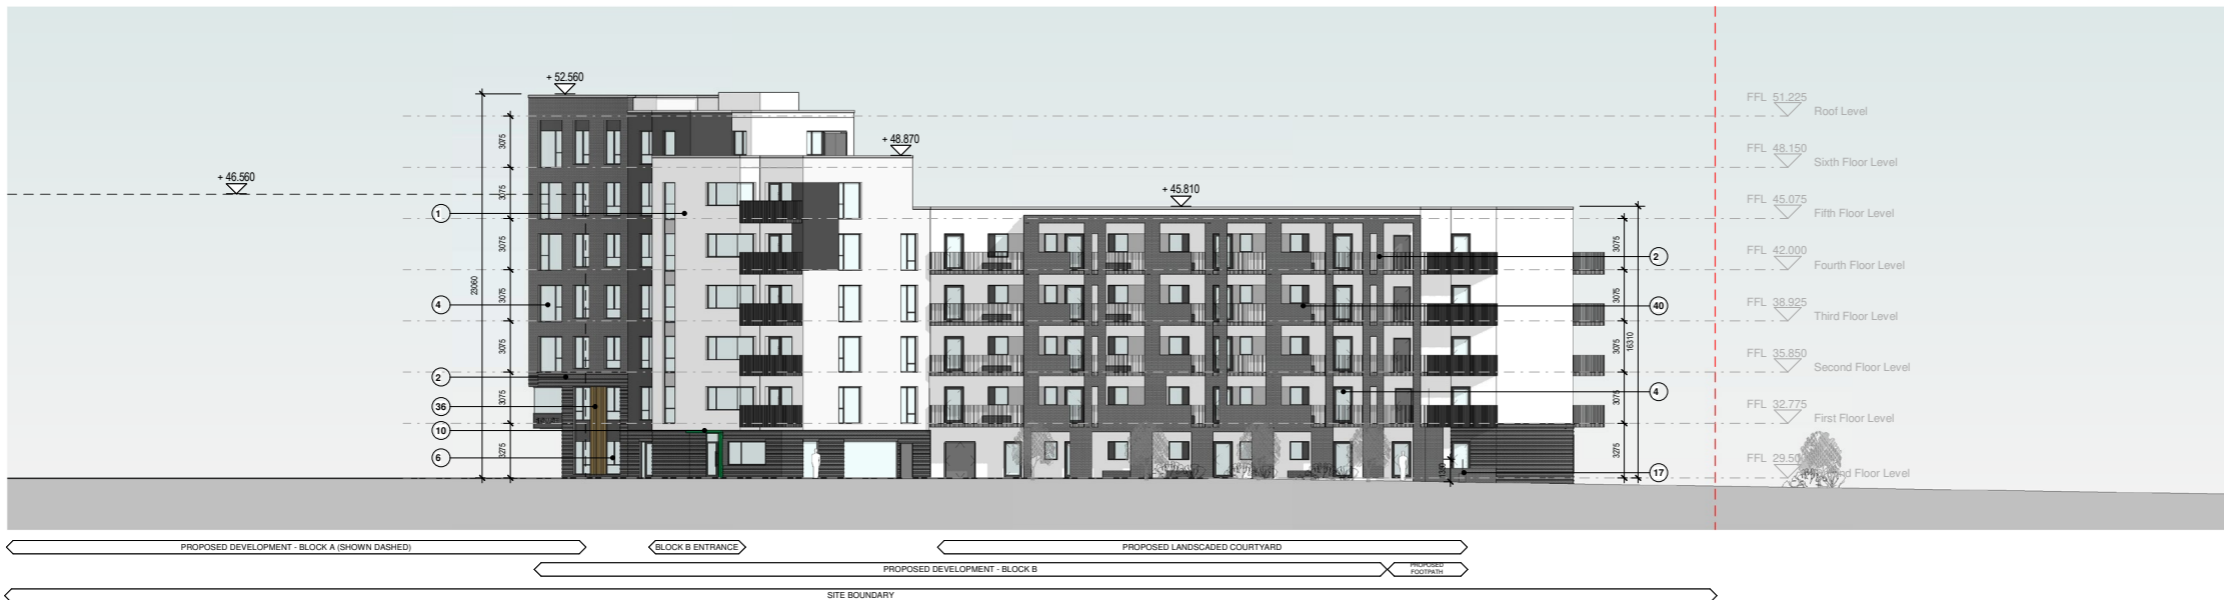 + 52.560
FFL 51.225
Roof Level
3075
+ 48.870
FFL 48.150
Sixth Floor Level
+ 46.560
3075
+ 45.810
FFL 45.075
Fifth Floor Level
1
3075
3075
FFL 42.000
Fourth Floor Level
2
23060
4
3075
3075
40
FFL 38.925
Third Floor Level
16310
3075
3075
FFL 35.850
Second Floor Level
2
36
3075
3075
4
FFL 32.775
First Floor Level
10
6
3275
3275
17
FFL 29.50
Floor Level
PROPOSED DEVELOPMENT - BLOCK A (SHOWN DASHED)
BLOCK B ENTRANCE
PROPOSED LANDSCADED COURTYARD
PROPOSED DEVELOPMENT - BLOCK B
PROPOSED
FOOTPATH
SITE BOUNDARY